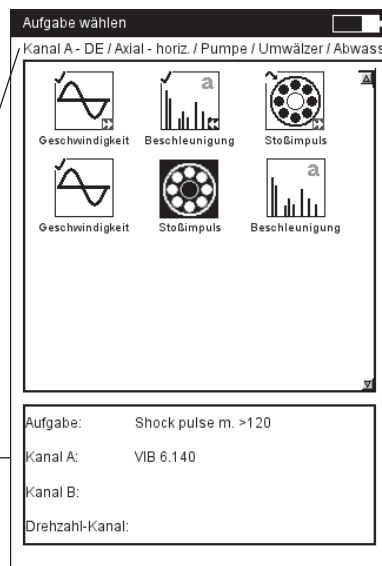 Aufgabe wählen
Kanal A - DE / Axial - horiz. / Pumpe / Umwälzer / Abwass
a
Geschwindigkeit Beschleunigung Stoßimpuls
a
Geschwindigkeit Stoßimpuls Beschleunigung
Aufgabe: Shock pulse m. >120
Kanal A: VIB 6.140
Kanal B:
Drehzahl-Kanal: